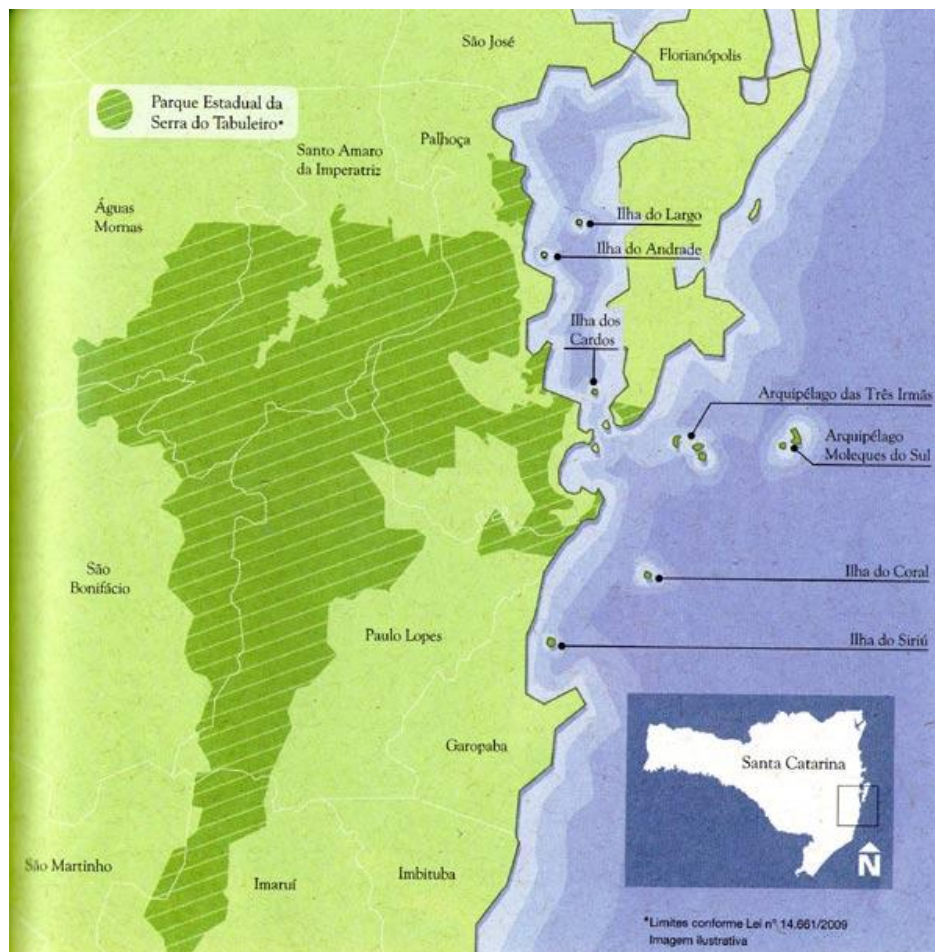 São José
Florianópolis
Parque Estadual da
Serra do Tabuleiro*
Palhoça
Santo Amaro
da Imperatriz
Águas
Mornas
Ilha do Largo
Ilha do Andrade
Ilha dos
Cardos
Arquipélago das Três Irmãs
Arquipélago
Moleques do Sul
São
Bonifácio
Ilha do Coral
Paulo Lopes
Ilha do Siriú
Garopaba
Santa Catarina
N
São Martinho
Imaruí
Imbituba
*Limites conforme Lei nº 14.661/2009
Imagem ilustrativa